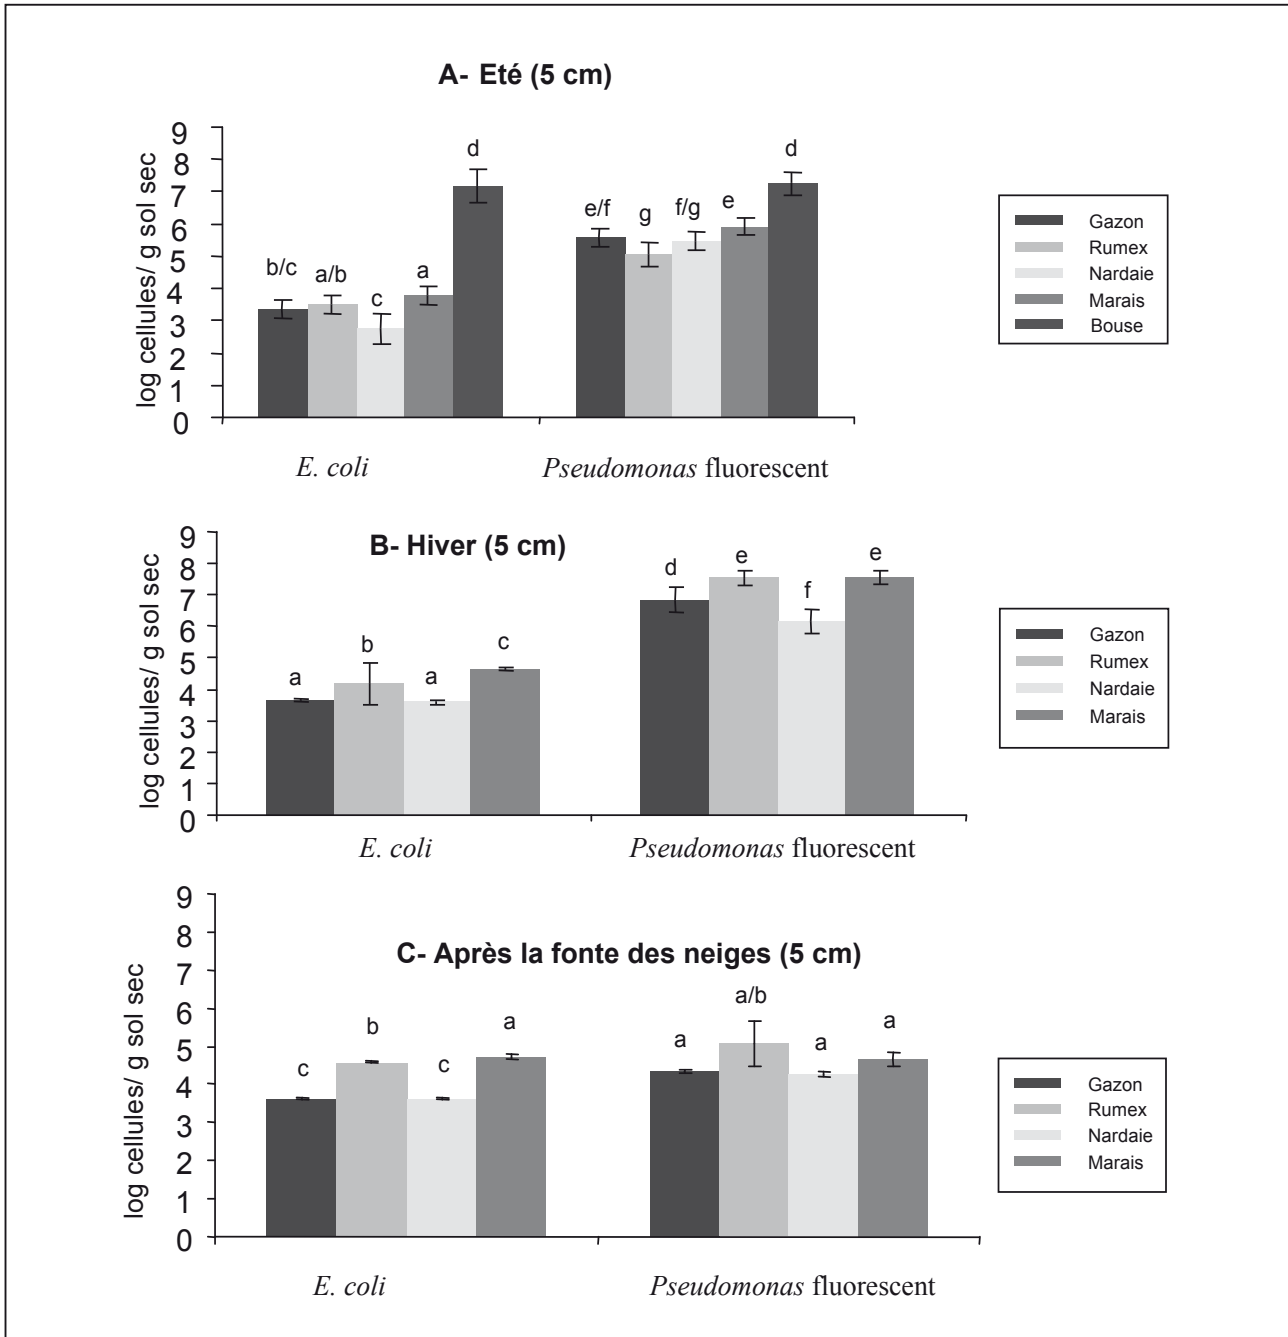 A- Eté (5 cm)
log cellules/ g sol sec
9
8
7
6
5
4
3
2
1
0
b/c
a/b
c
a
d
e/f
g
f/g
e
d
E. coli
Pseudomonas fluorescent
Gazon
Rumex
Nardaie
Marais
Bouse
B- Hiver (5 cm)
log cellules/ g sol sec
9
8
7
6
5
4
3
2
1
0
a
b
a
c
d
e
f
e
E. coli
Pseudomonas fluorescent
Gazon
Rumex
Nardaie
Marais
C- Après la fonte des neiges (5 cm)
log cellules/ g sol sec
9
8
7
6
5
4
3
2
1
0
c
b
c
a
a
a/b
a
a
E. coli
Pseudomonas fluorescent
Gazon
Rumex
Nardaie
Marais